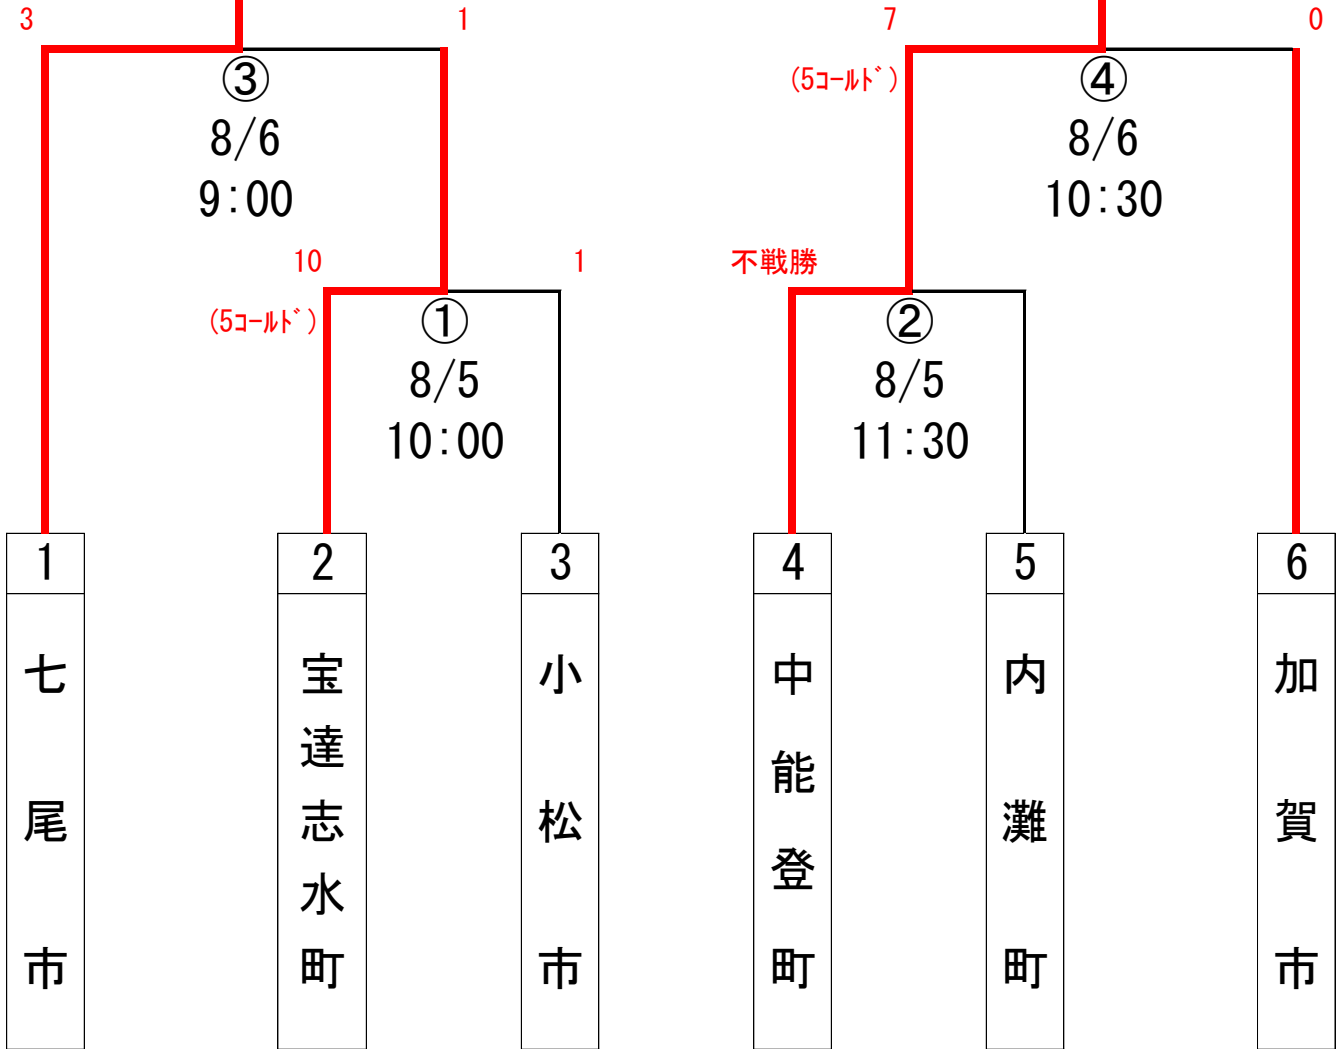 3
1
7
0
③
8/6
9:00
(5ｺｰﾙﾄﾞ)
④
8/6
10:30
10
1
(5ｺｰﾙﾄﾞ)
①
8/5
10:00
不戦勝
②
8/5
11:30
1
七尾市
2
宝達志水町
3
小松市
4
中能登町
5
内灘町
6
加賀市